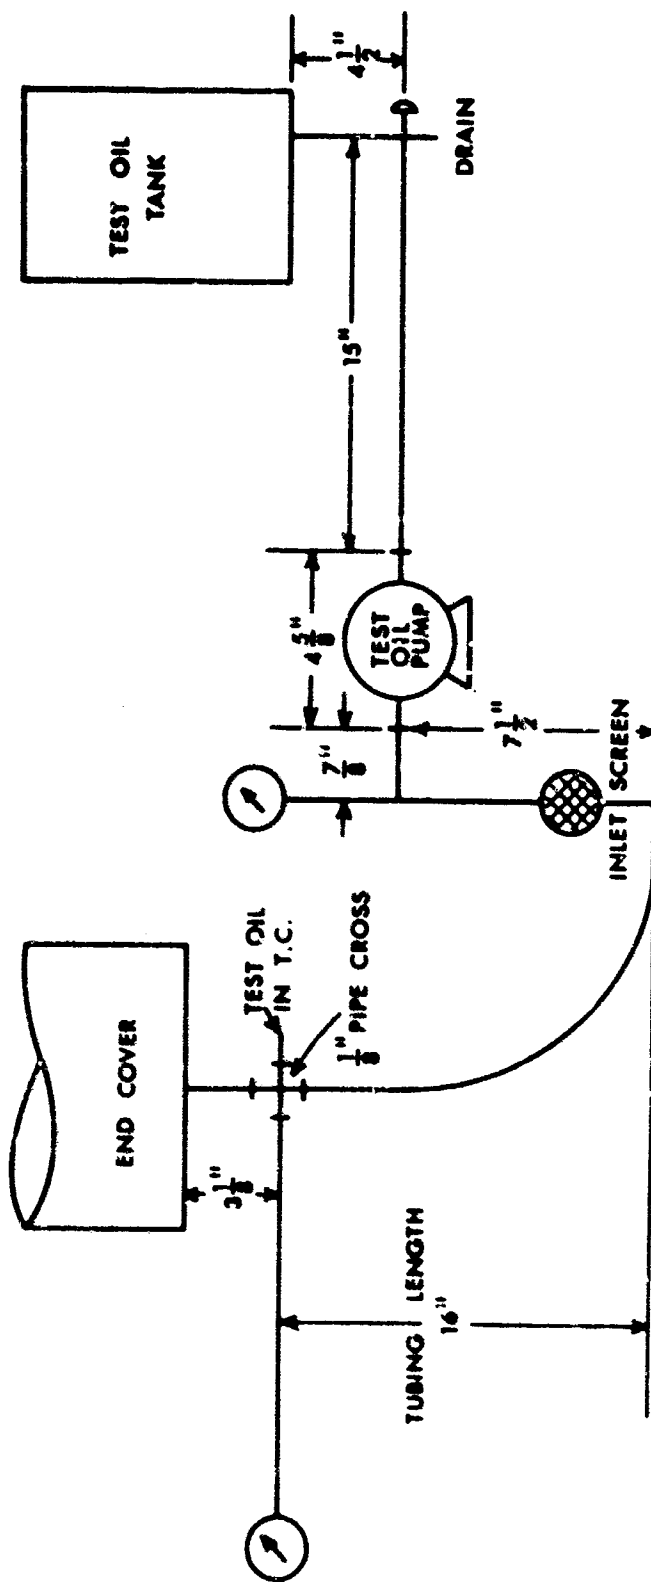 END COVER
TEST OIL
TANK
3 1/8"
4 1/2"
TEST OIL
IN T.C.
1/8" PIPE CROSS
7/8"
4 5/8"
15"
TEST
OIL
PUMP
DRAIN
TUBING LENGTH
16"
7 1/2"
INLET SCREEN